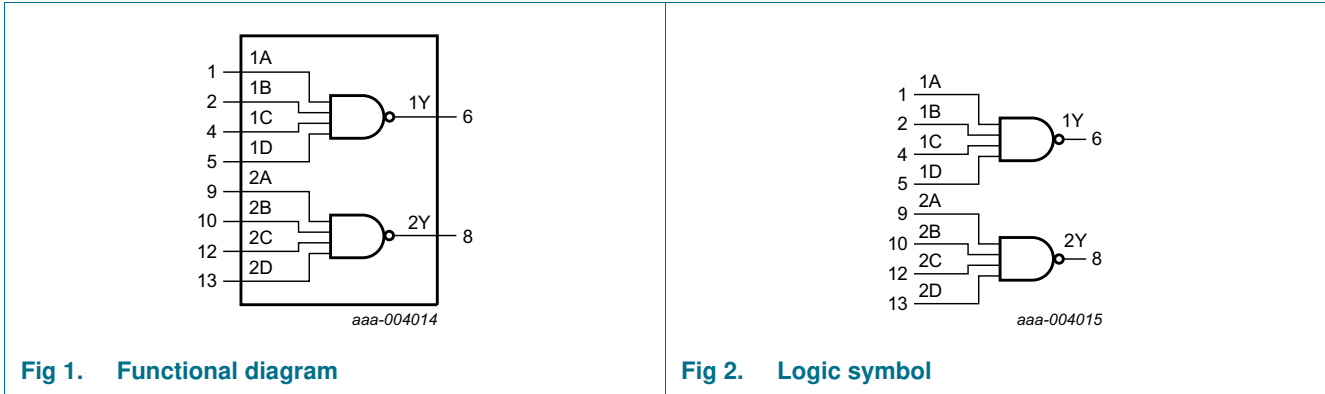 1A
1
1B
2
1C
4
1D
5
1Y
6
2A
9
2B
10
2C
12
2D
13
2Y
8
aaa-004014
Fig 1. Functional diagram
1A
1
1B
2
1C
4
1D
5
1Y
6
2A
9
2B
10
2C
12
2D
13
2Y
8
aaa-004015
Fig 2. Logic symbol